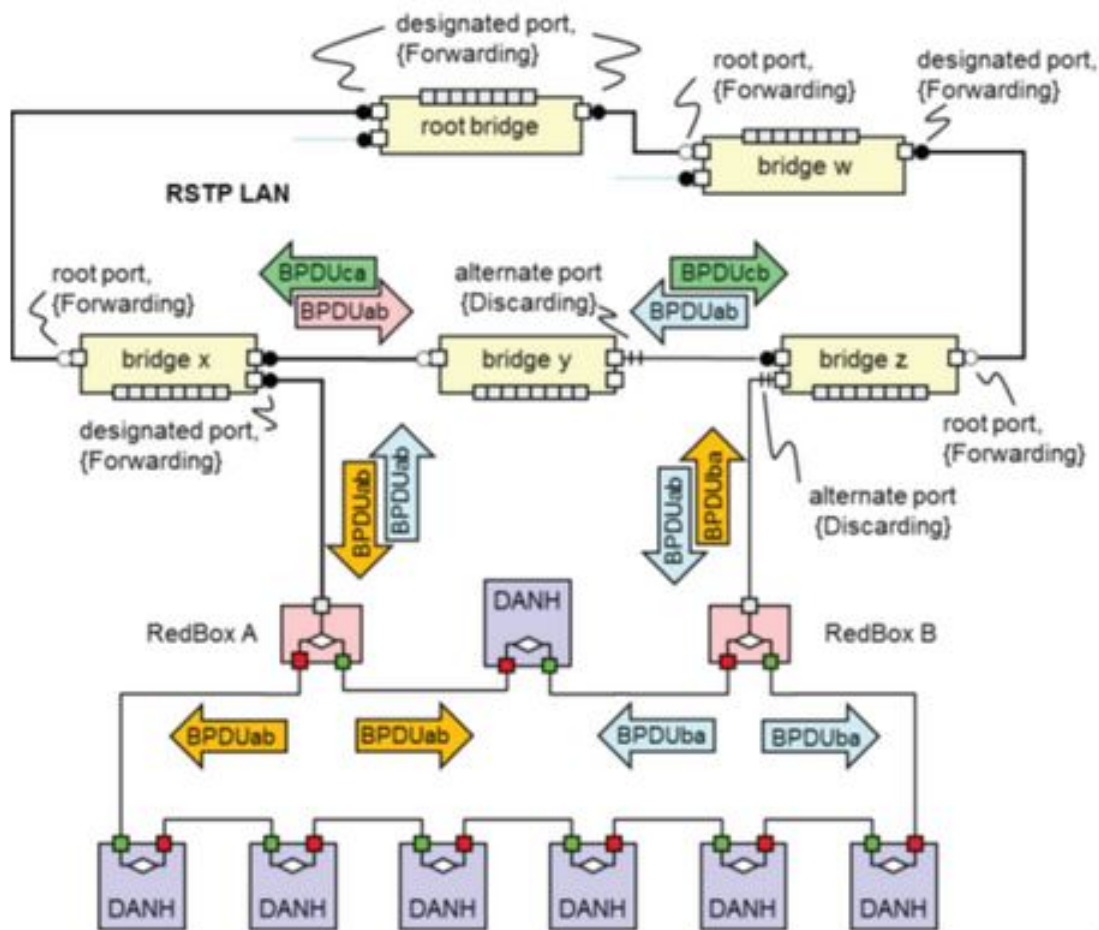 designated port,
{Forwarding}
root port,
{Forwarding}
designated port,
{Forwarding}
root bridge
bridge w
RSTP LAN
root port,
{Forwarding}
BPDUca
BPDUab
alternate port
{Discarding}
BPDUcb
BPDUab
bridge x
bridge y
bridge z
designated port,
{Forwarding}
root port,
{Forwarding}
BPDUab
BPDUab
BPDUab
BPDUba
alternate port
{Discarding}
RedBox A
DANH
RedBox B
BPDUab
BPDUab
BPDUba
BPDUba
DANH
DANH
DANH
DANH
DANH
DANH